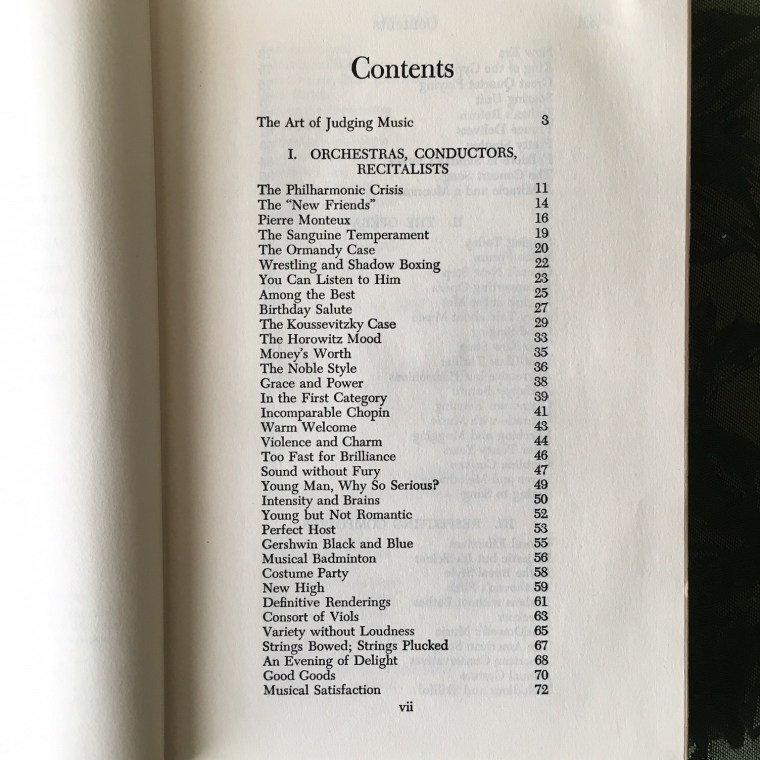 Contents
The Art of Judging Music 3
I. ORCHESTRAS, CONDUCTORS,
RECITALISTS
The Philharmonic Crisis 11
The “New Friends” 14
Pierre Monteux 16
The Sanguine Temperament 19
The Ormandy Case 20
Wrestling and Shadow Boxing 22
You Can Listen to Him 23
Among the Best 25
Birthday Salute 27
The Koussevitzky Case 29
The Horowitz Mood 33
Money’s Worth 35
The Noble Style 36
Grace and Power 38
In the First Category 39
Incomparable Chopin 41
Warm Welcome 43
Violence and Charm 44
Too Fast for Brilliance 46
Sound without Fury 47
Young Man, Why So Serious? 49
Intensity and Brains 50
Young but Not Romantic 52
Perfect Host 53
Gershwin Black and Blue 55
Musical Badminton 56
Costume Party 58
New High 59
Definitive Renderings 61
Consort of Viols 63
Variety without Loudness 65
Strings Bowed; Strings Plucked 67
An Evening of Delight 68
Good Goods 70
Musical Satisfaction 72
vii